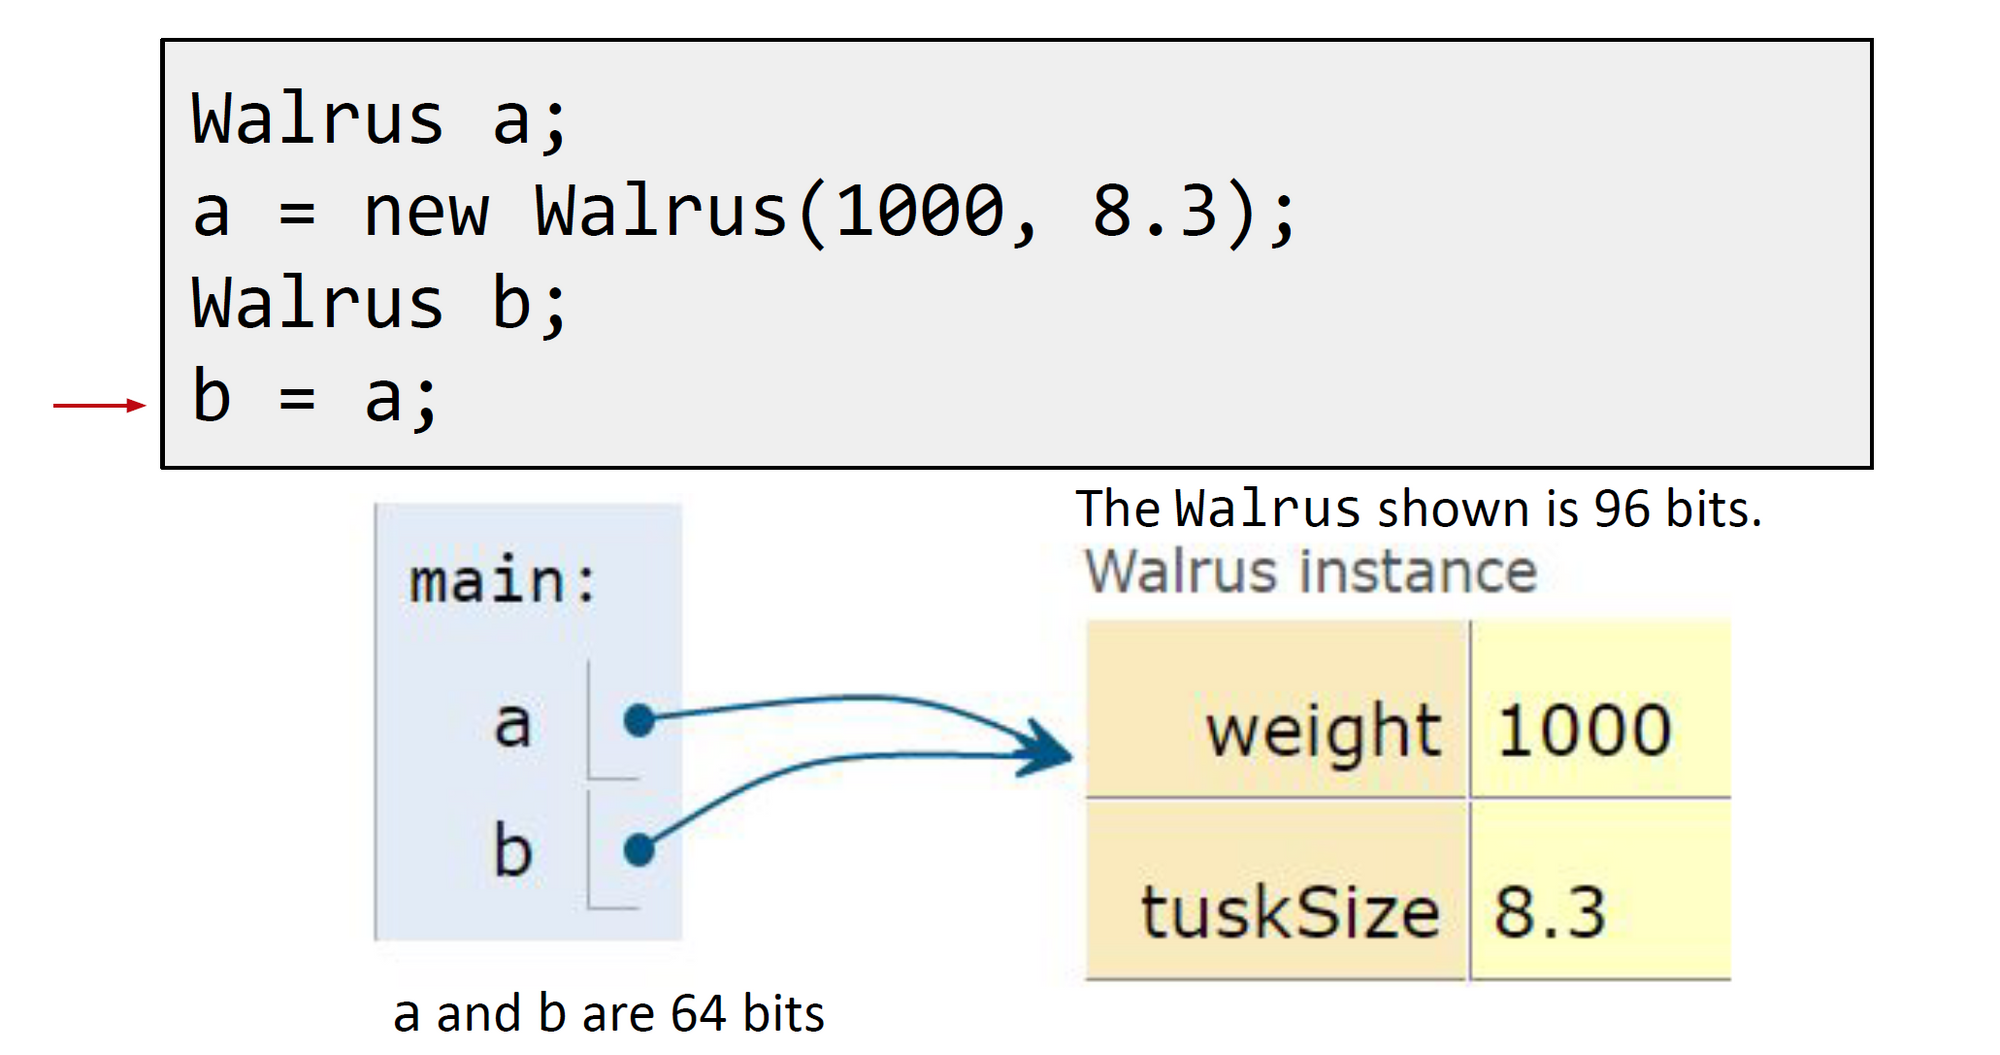 Walrus a;
a = new Walrus(1000, 8.3);
Walrus b;
b = a;
The Walrus shown is 96 bits.
Walrus instance
main:
a
b
weight 1000
tuskSize 8.3
a and b are 64 bits